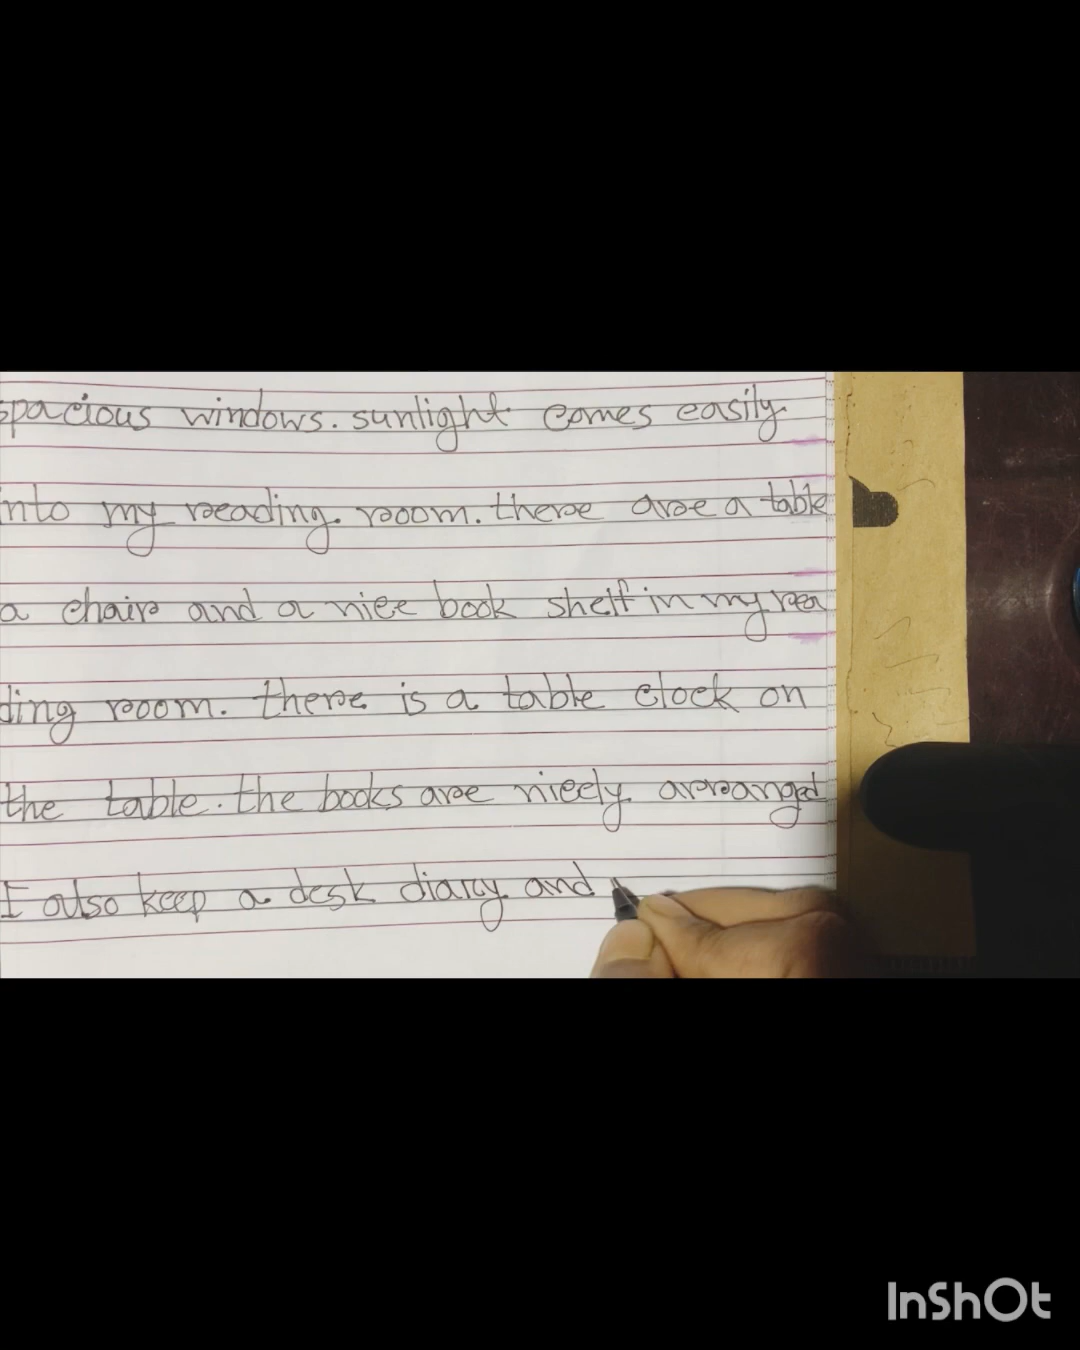 spacious windows. sunlight comes easily
into my reading room. there are a table
a chair and a nice book shelf in my rea
ding room. there is a table clock on
the table. the books are nicely arranged
I also keep a desk diary and
InShOt